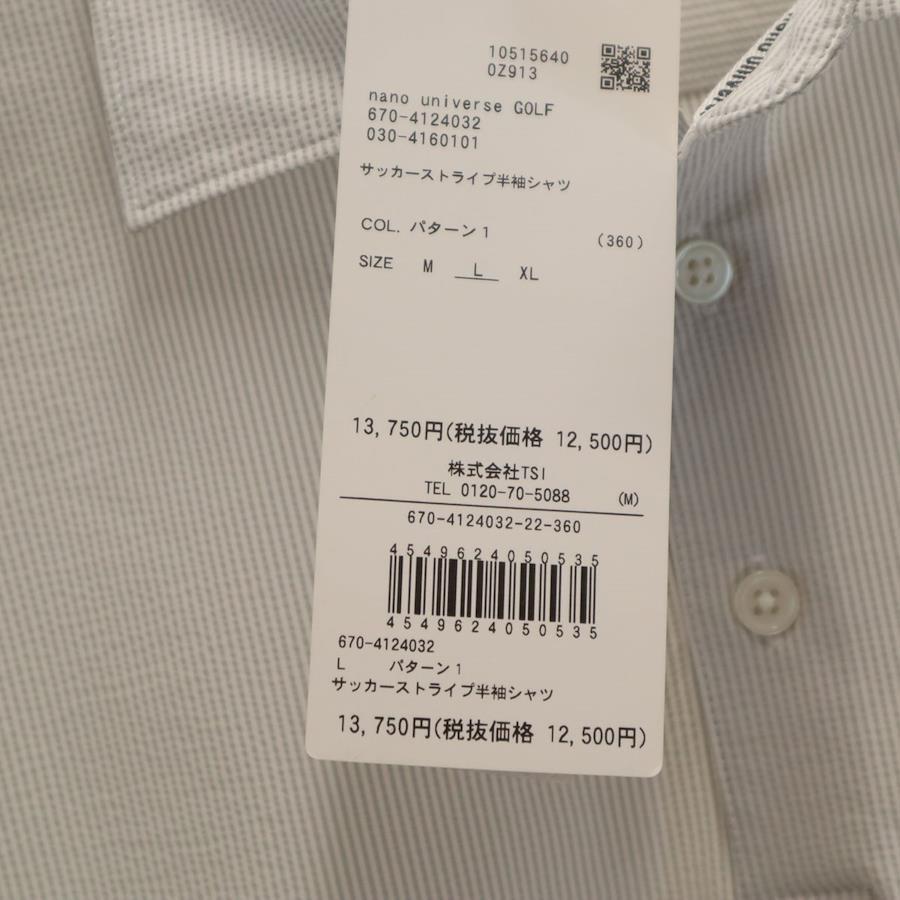 10515640
0Z913
nano universe GOLF
670-4124032
030-4160101
サッカーストライプ半袖シャツ
COL. パターン1 (360)
SIZE M L XL
13,750円(税抜価格 12,500円)
株式会社TSI
TEL 0120-70-5088 (M)
670-4124032-22-360
4549624050535
4549624050535
670-4124032
L パターン1
サッカーストライプ半袖シャツ
13,750円(税抜価格 12,500円)